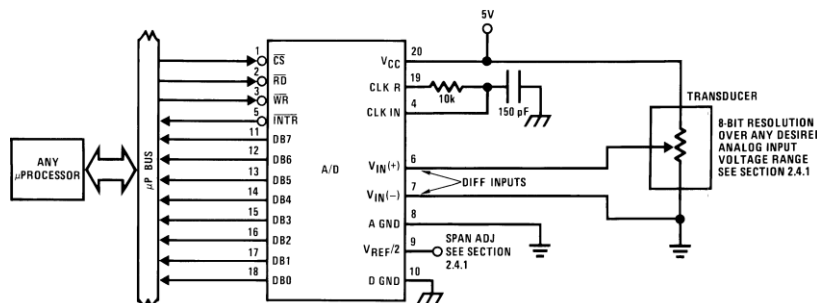 5V
1
CS
2
RD
3
WR
5
INTR
11
DB7
12
DB6
13
DB5
14
DB4
15
DB3
16
DB2
17
DB1
18
DB0
ANY
μPROCESSOR
μP BUS
A/D
20
VCC
19
CLK R
10k
150 pF
4
CLK IN
6
VIN(+)
DIFF INPUTS
7
VIN(−)
8
A GND
9
VREF/2
SPAN ADJ
SEE SECTION
2.4.1
10
D GND
TRANSDUCER
8-BIT RESOLUTION
OVER ANY DESIRE
ANALOG INPUT
VOLTAGE RANGE
SEE SECTION 2.4.1